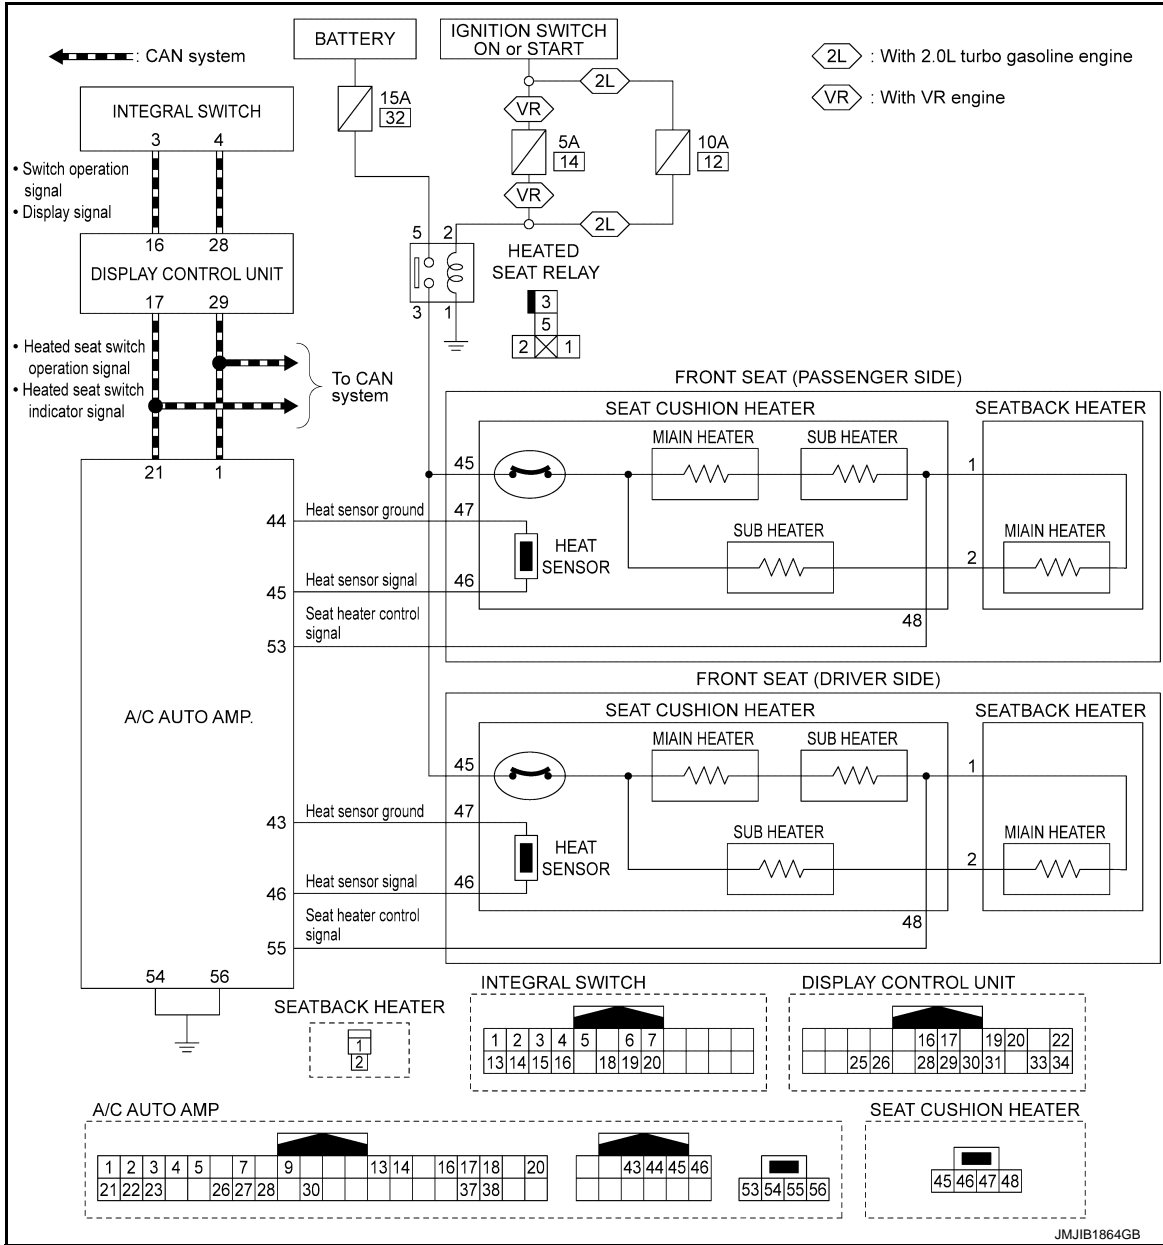 : CAN system
BATTERY
IGNITION SWITCH
ON or START
2L : With 2.0L turbo gasoline engine
VR : With VR engine
15A
32
2L
VR
5A
14
10A
12
VR
2L
INTEGRAL SWITCH
3 4
• Switch operation
signal
• Display signal
16 28
DISPLAY CONTROL UNIT
17 29
5 2
3 1
HEATED
SEAT RELAY
3
5
2 1
• Heated seat switch
operation signal
• Heated seat switch
indicator signal
To CAN
system
21 1
A/C AUTO AMP.
44 Heat sensor ground 47
45 Heat sensor signal 46
Seat heater control
signal
53
43 Heat sensor ground 47
46 Heat sensor signal 46
Seat heater control
signal
55
54 56
FRONT SEAT (PASSENGER SIDE)
SEAT CUSHION HEATER
SEATBACK HEATER
MIAIN HEATER
SUB HEATER
45
1
SUB HEATER
MIAIN HEATER
2
HEAT
SENSOR
48
FRONT SEAT (DRIVER SIDE)
SEAT CUSHION HEATER
SEATBACK HEATER
MIAIN HEATER
SUB HEATER
45
1
SUB HEATER
MIAIN HEATER
2
HEAT
SENSOR
48
SEATBACK HEATER
1
2
INTEGRAL SWITCH
1 2 3 4 5 6 7
13 14 15 16 18 19 20
DISPLAY CONTROL UNIT
16 17 19 20 22
25 26 28 29 30 31 33 34
A/C AUTO AMP
1 2 3 4 5 7 9 13 14 16 17 18 20
21 22 23 26 27 28 30 37 38
43 44 45 46
53 54 55 56
SEAT CUSHION HEATER
45 46 47 48
JMJIB1864GB